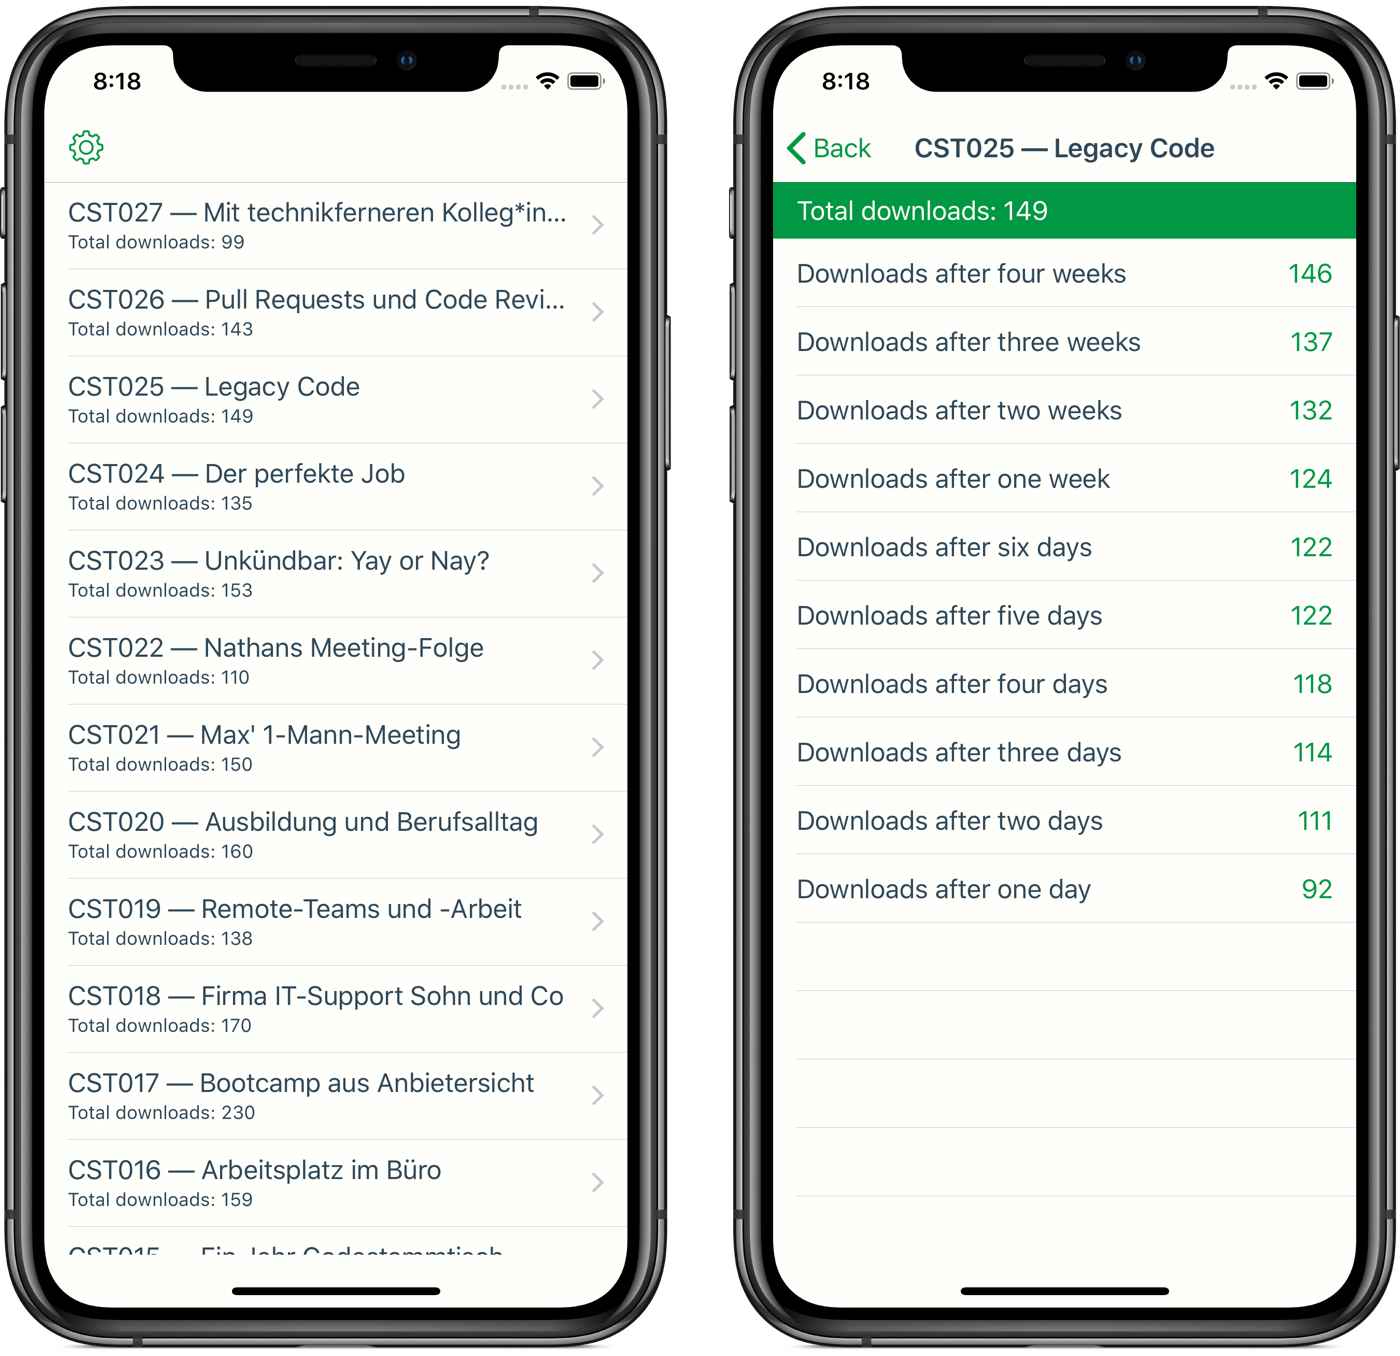 8:18
CST027 — Mit technikferneren Kolleg*in...
Total downloads: 99
CST026 — Pull Requests und Code Revi...
Total downloads: 143
CST025 — Legacy Code
Total downloads: 149
CST024 — Der perfekte Job
Total downloads: 135
CST023 — Unkündbar: Yay or Nay?
Total downloads: 153
CST022 — Nathans Meeting-Folge
Total downloads: 110
CST021 — Max' 1-Mann-Meeting
Total downloads: 150
CST020 — Ausbildung und Berufsalltag
Total downloads: 160
CST019 — Remote-Teams und -Arbeit
Total downloads: 138
CST018 — Firma IT-Support Sohn und Co
Total downloads: 170
CST017 — Bootcamp aus Anbietersicht
Total downloads: 230
CST016 — Arbeitsplatz im Büro
Total downloads: 159
CST015 — Ein Jahr Codestammtisch
8:18
Back CST025 — Legacy Code
Total downloads: 149
Downloads after four weeks 146
Downloads after three weeks 137
Downloads after two weeks 132
Downloads after one week 124
Downloads after six days 122
Downloads after five days 122
Downloads after four days 118
Downloads after three days 114
Downloads after two days 111
Downloads after one day 92